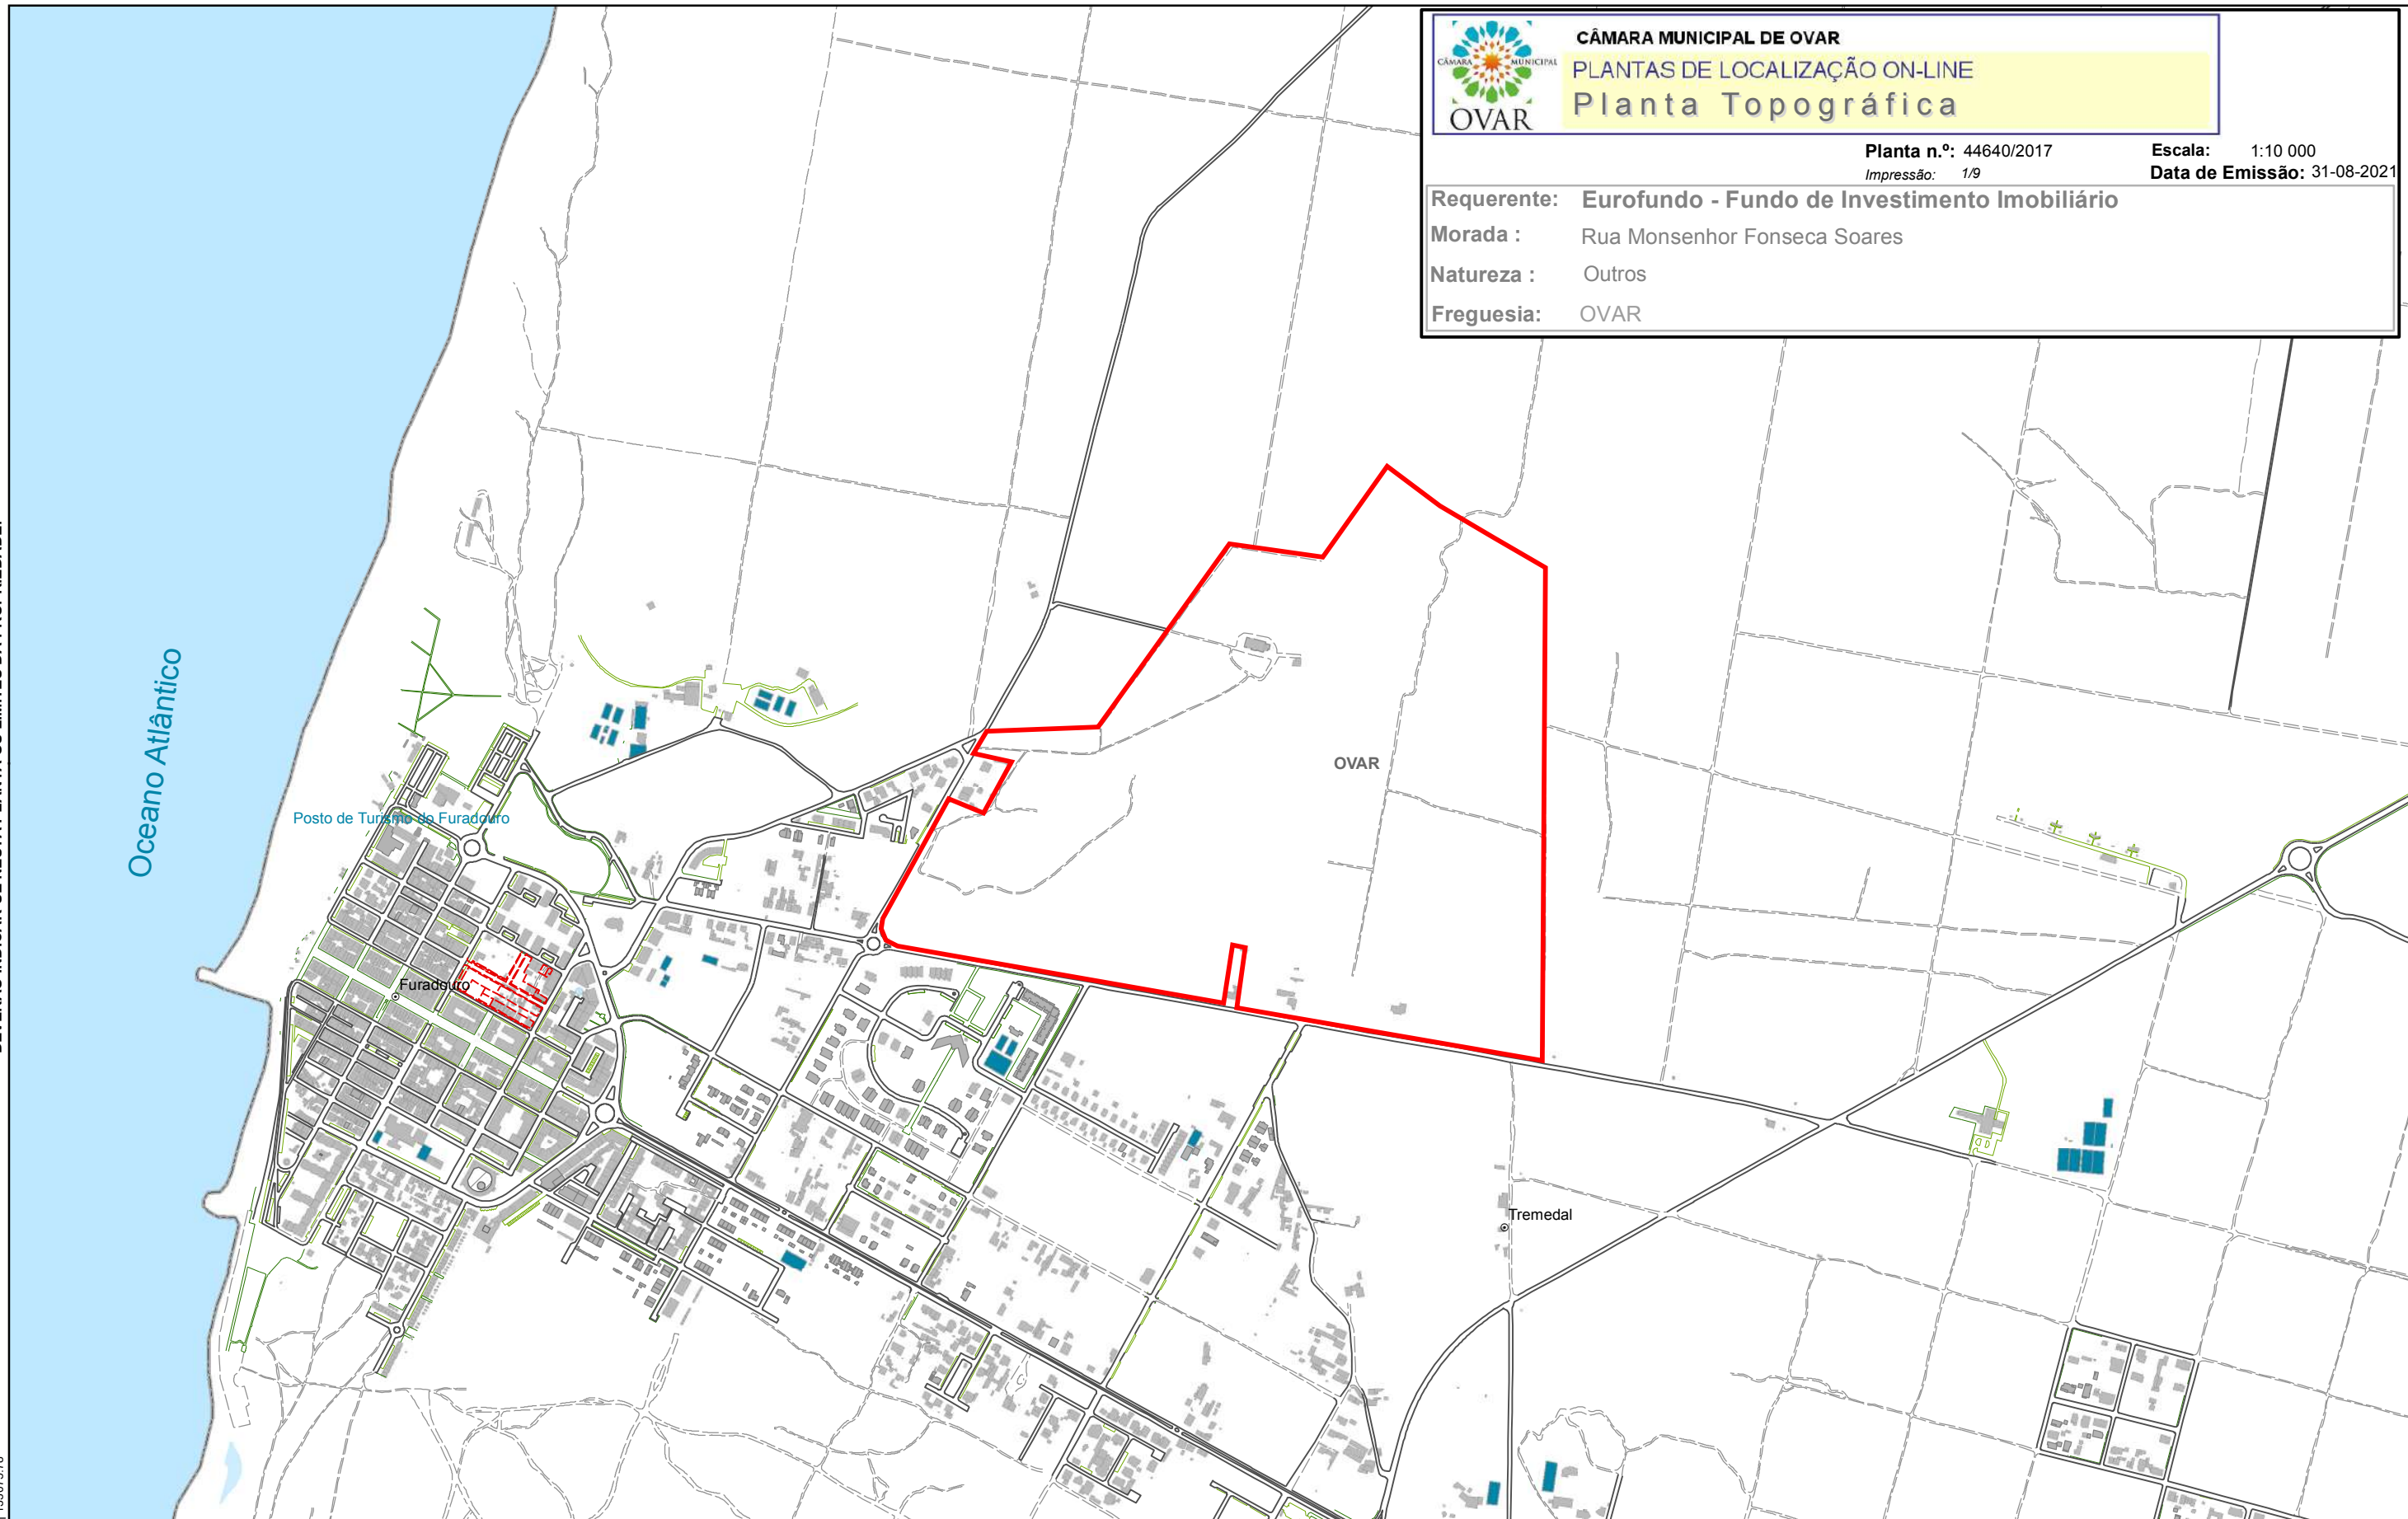 CÂMARA MUNICIPAL
OVAR
CÂMARA MUNICIPAL DE OVAR
PLANTAS DE LOCALIZAÇÃO ON-LINE
Planta Topográfica
Planta n.º: 44640/2017
Escala: 1:10 000
Impressão: 1/9
Data de Emissão: 31-08-2021
Requerente: Eurofundo - Fundo de Investimento Imobiliário
Morada : Rua Monsenhor Fonseca Soares
Natureza : Outros
Freguesia: OVAR
Oceano Atlântico
OVAR
Posto de Turismo do Furadouro
Furadouro
Tremedal